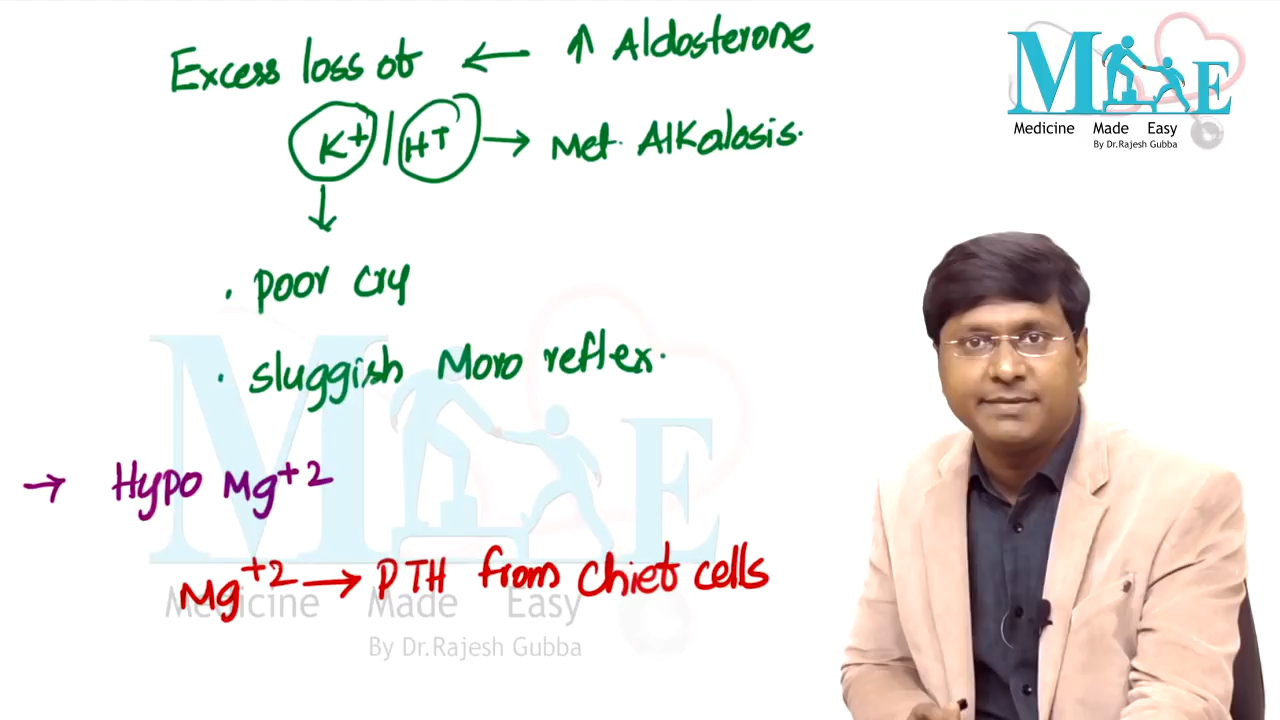 Excess loss of ← ↑ Aldosterone
K+ / H+ → Met. Alkalosis.
↓
. Poor cry
. Sluggish Moro reflex.
→ Hypo Mg+2
Mg+2 → PTH from Chief cells
M E
Medicine Made Easy
By Dr.Rajesh Gubba
M E
Medicine Made Easy
By Dr.Rajesh Gubba